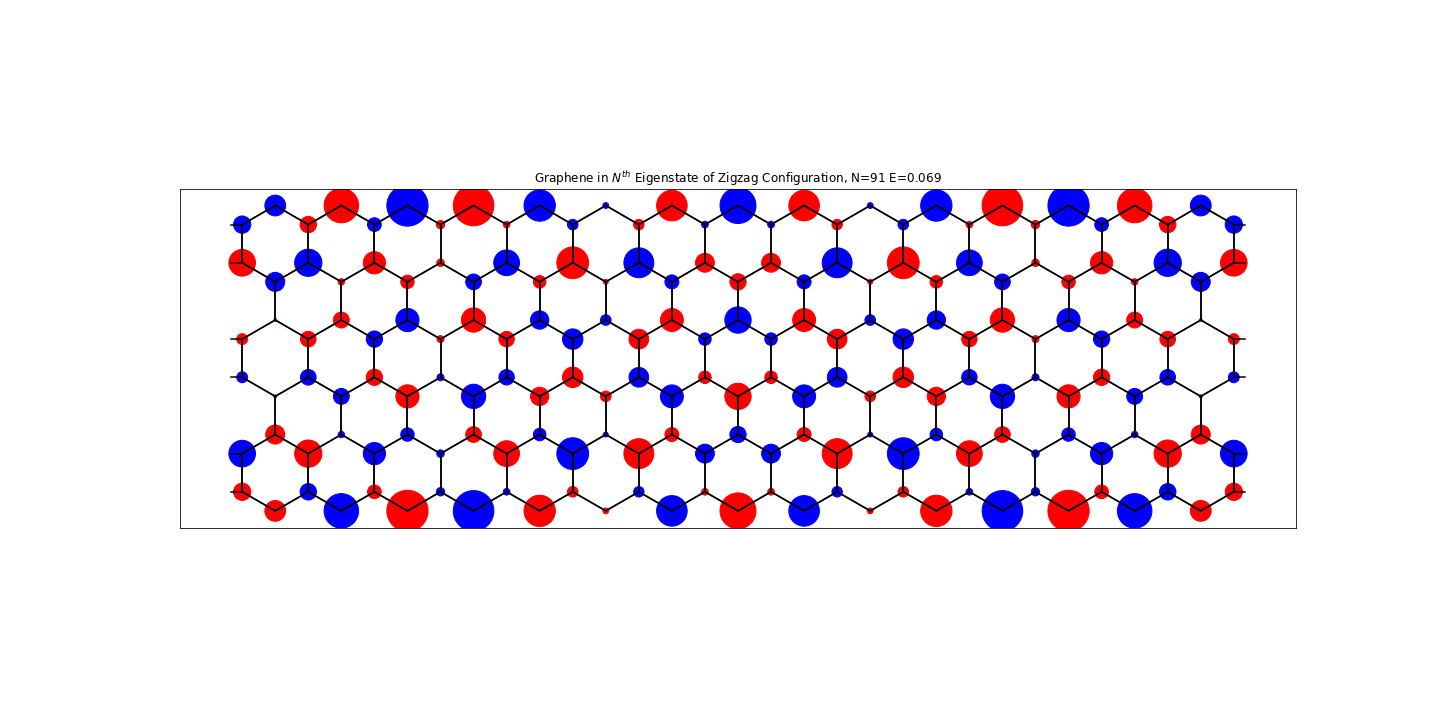 Graphene in $N^{th}$ Eigenstate of Zigzag Configuration, N=91 E=0.069